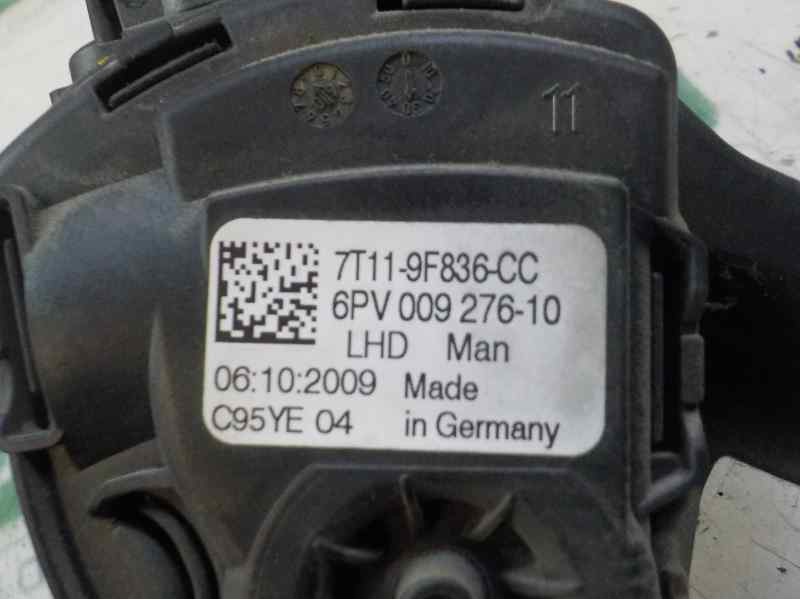 11
7T11-9F836-CC
6PV 009 276-10
LHD Man
06:10:2009 Made
C95YE 04 in Germany